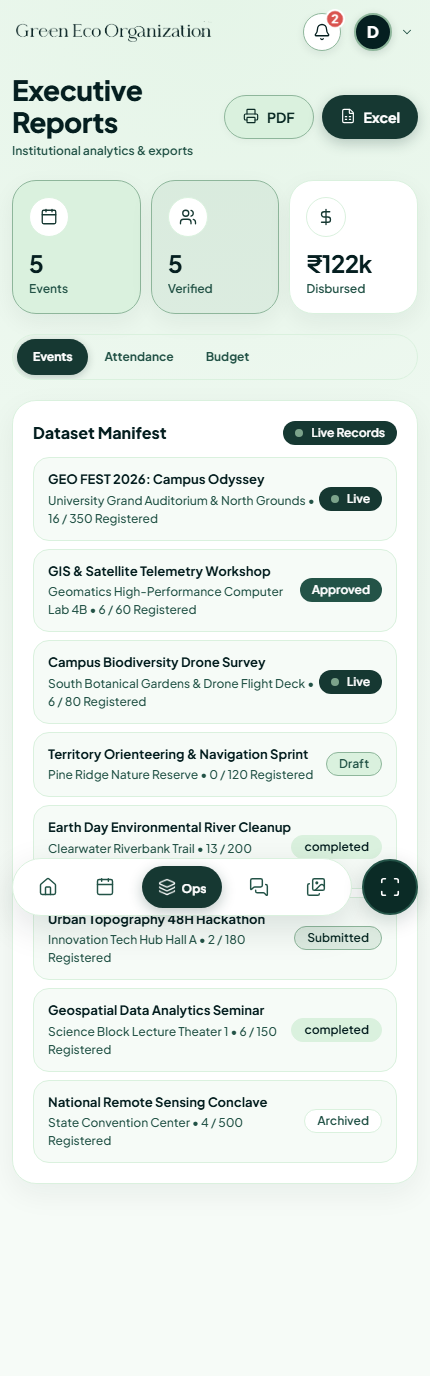 Green Eco Organization
2
D
Executive
Reports
Institutional analytics & exports
PDF
Excel
5
Events
5
Verified
₹122k
Disbursed
Events
Attendance
Budget
Dataset Manifest
Live Records
GEO FEST 2026: Campus Odyssey
University Grand Auditorium & North Grounds •
16 / 350 Registered
Live
GIS & Satellite Telemetry Workshop
Geomatics High-Performance Computer
Lab 4B • 6 / 60 Registered
Approved
Campus Biodiversity Drone Survey
South Botanical Gardens & Drone Flight Deck •
6 / 80 Registered
Live
Territory Orienteering & Navigation Sprint
Pine Ridge Nature Reserve • 0 / 120 Registered
Draft
Earth Day Environmental River Cleanup
Clearwater Riverbank Trail • 13 / 200
completed
Ops
Urban Topography 48H Hackathon
Innovation Tech Hub Hall A • 2 / 180
Registered
Submitted
Geospatial Data Analytics Seminar
Science Block Lecture Theater 1 • 6 / 150
Registered
completed
National Remote Sensing Conclave
State Convention Center • 4 / 500
Registered
Archived